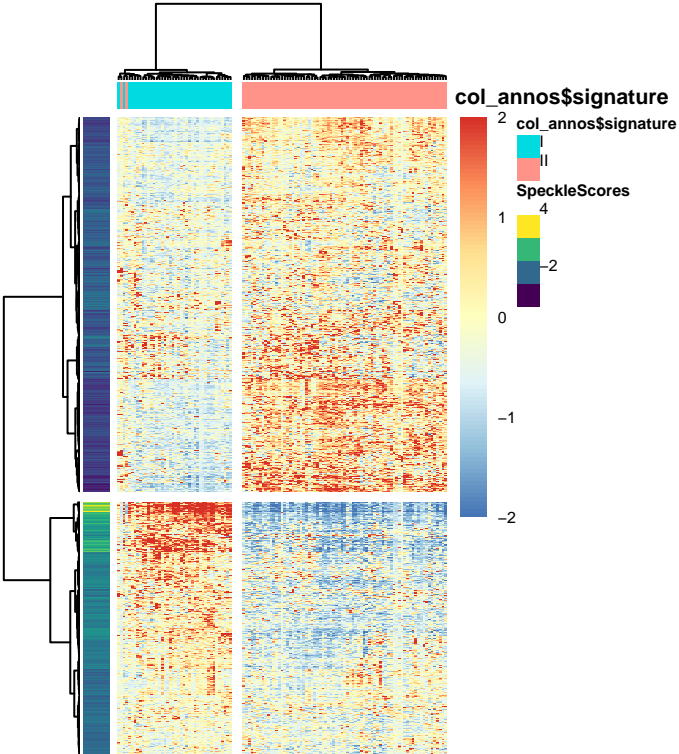 col_annos$signature
2
1
0
−1
−2
col_annos$signature
I
II
SpeckleScores
4
−2